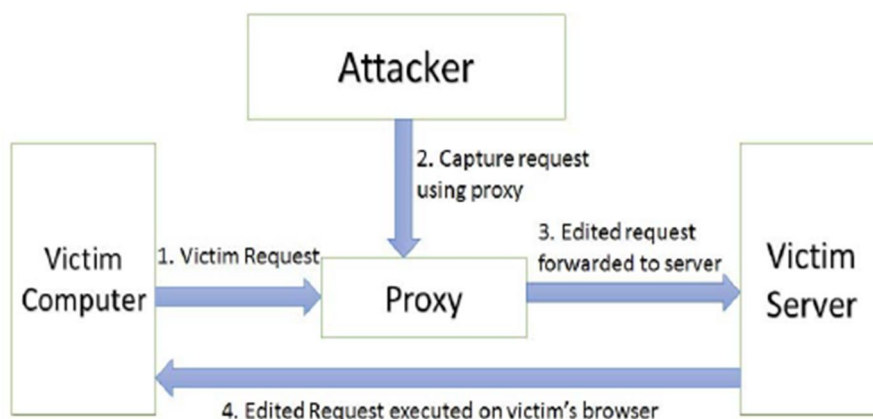 Attacker
2. Capture request
using proxy
Victim
Computer
1. Victim Request
Proxy
3. Edited request
forwarded to server
Victim
Server
4. Edited Request executed on victim's browser